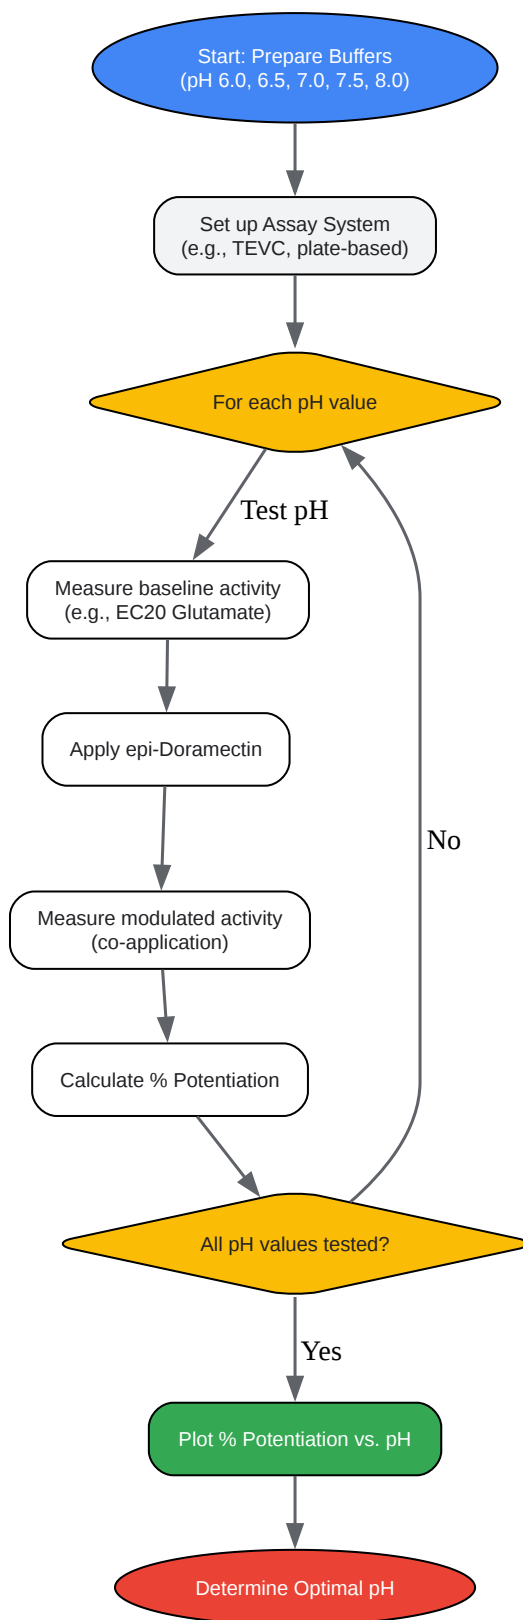 Start: Prepare Buffers
(pH 6.0, 6.5, 7.0, 7.5, 8.0)
Set up Assay System
(e.g., TEVC, plate-based)
For each pH value
Test pH
Measure baseline activity
(e.g., EC20 Glutamate)
Apply epi-Doramectin
No
Measure modulated activity
(co-application)
Calculate % Potentiation
All pH values tested?
Yes
Plot % Potentiation vs. pH
Determine Optimal pH